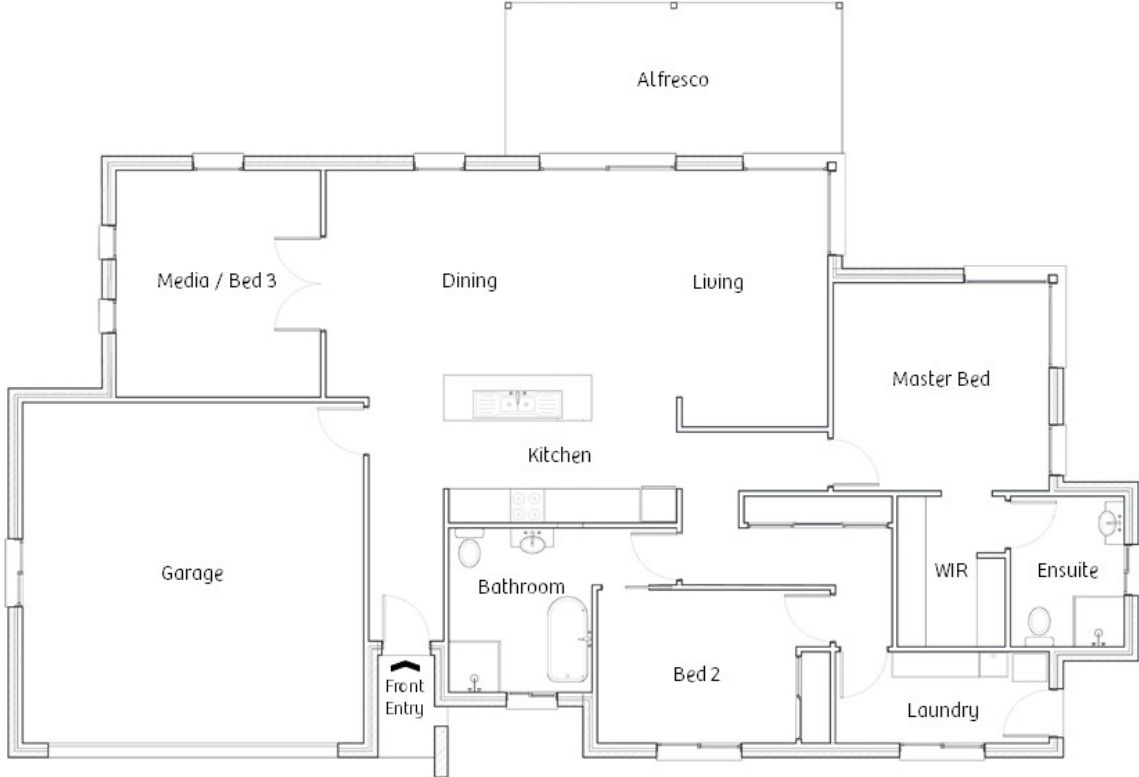 Alfresco
Media / Bed 3
Dining
Living
Master Bed
Kitchen
Garage
Bathroom
WIR
Ensuite
Front
Entry
Bed 2
Laundry